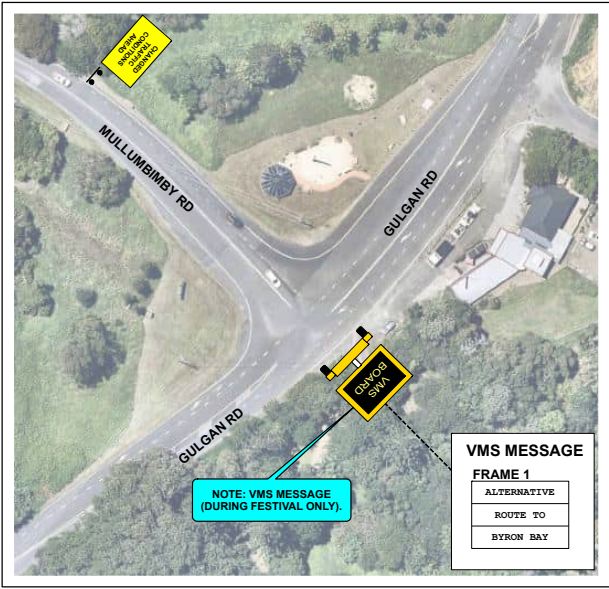 CHANGED
TRAFFIC
CONDITIONS
AHEAD
MULLUMBIMBY RD
GULGAN RD
VMS
BOARD
GULGAN RD
NOTE: VMS MESSAGE
(DURING FESTIVAL ONLY).
VMS MESSAGE
FRAME 1
ALTERNATIVE
ROUTE TO
BYRON BAY